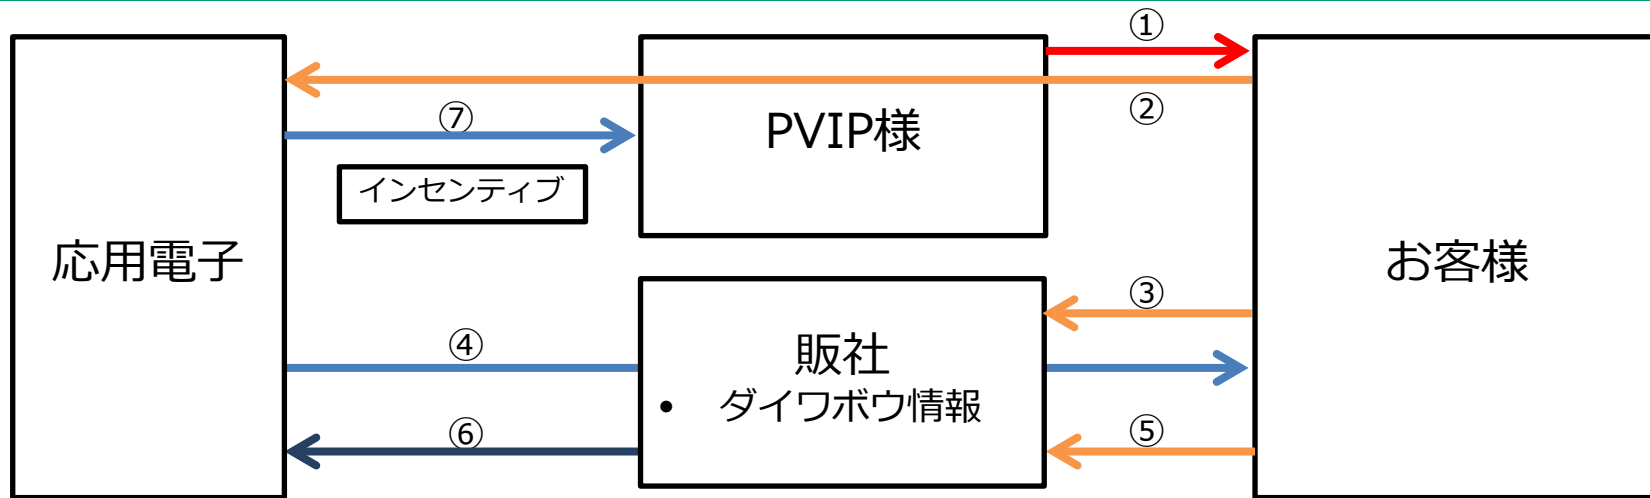 ①
②
⑦
PVIP様
インセンティブ
応用電子
お客様
③
④
販社
• ダイワボウ情報
⑥
⑤